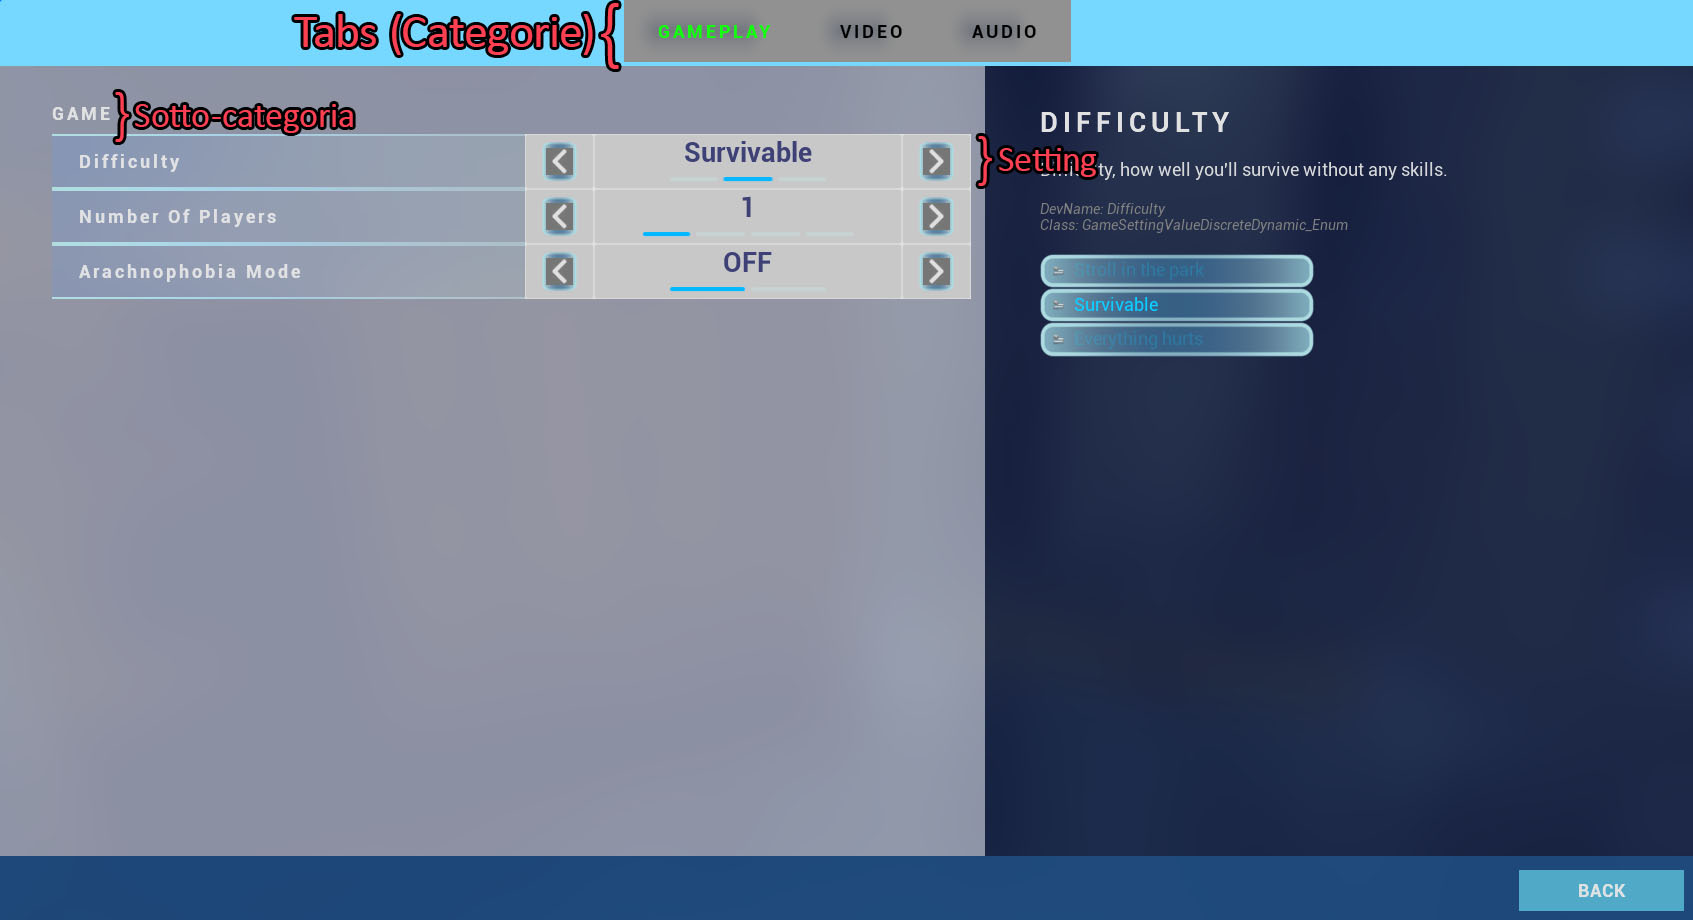 Tabs (Categorie) {
GAMEPLAY VIDEO AUDIO
GAME } Sotto-categoria
Difficulty Survivable
Number Of Players 1
Arachnophobia Mode OFF
} Setting
DIFFICULTY
Difficulty, how well you'll survive without any skills.
DevName: Difficulty
Class: GameSettingValueDiscreteDynamic_Enum
Stroll in the park
Survivable
Everything hurts
BACK